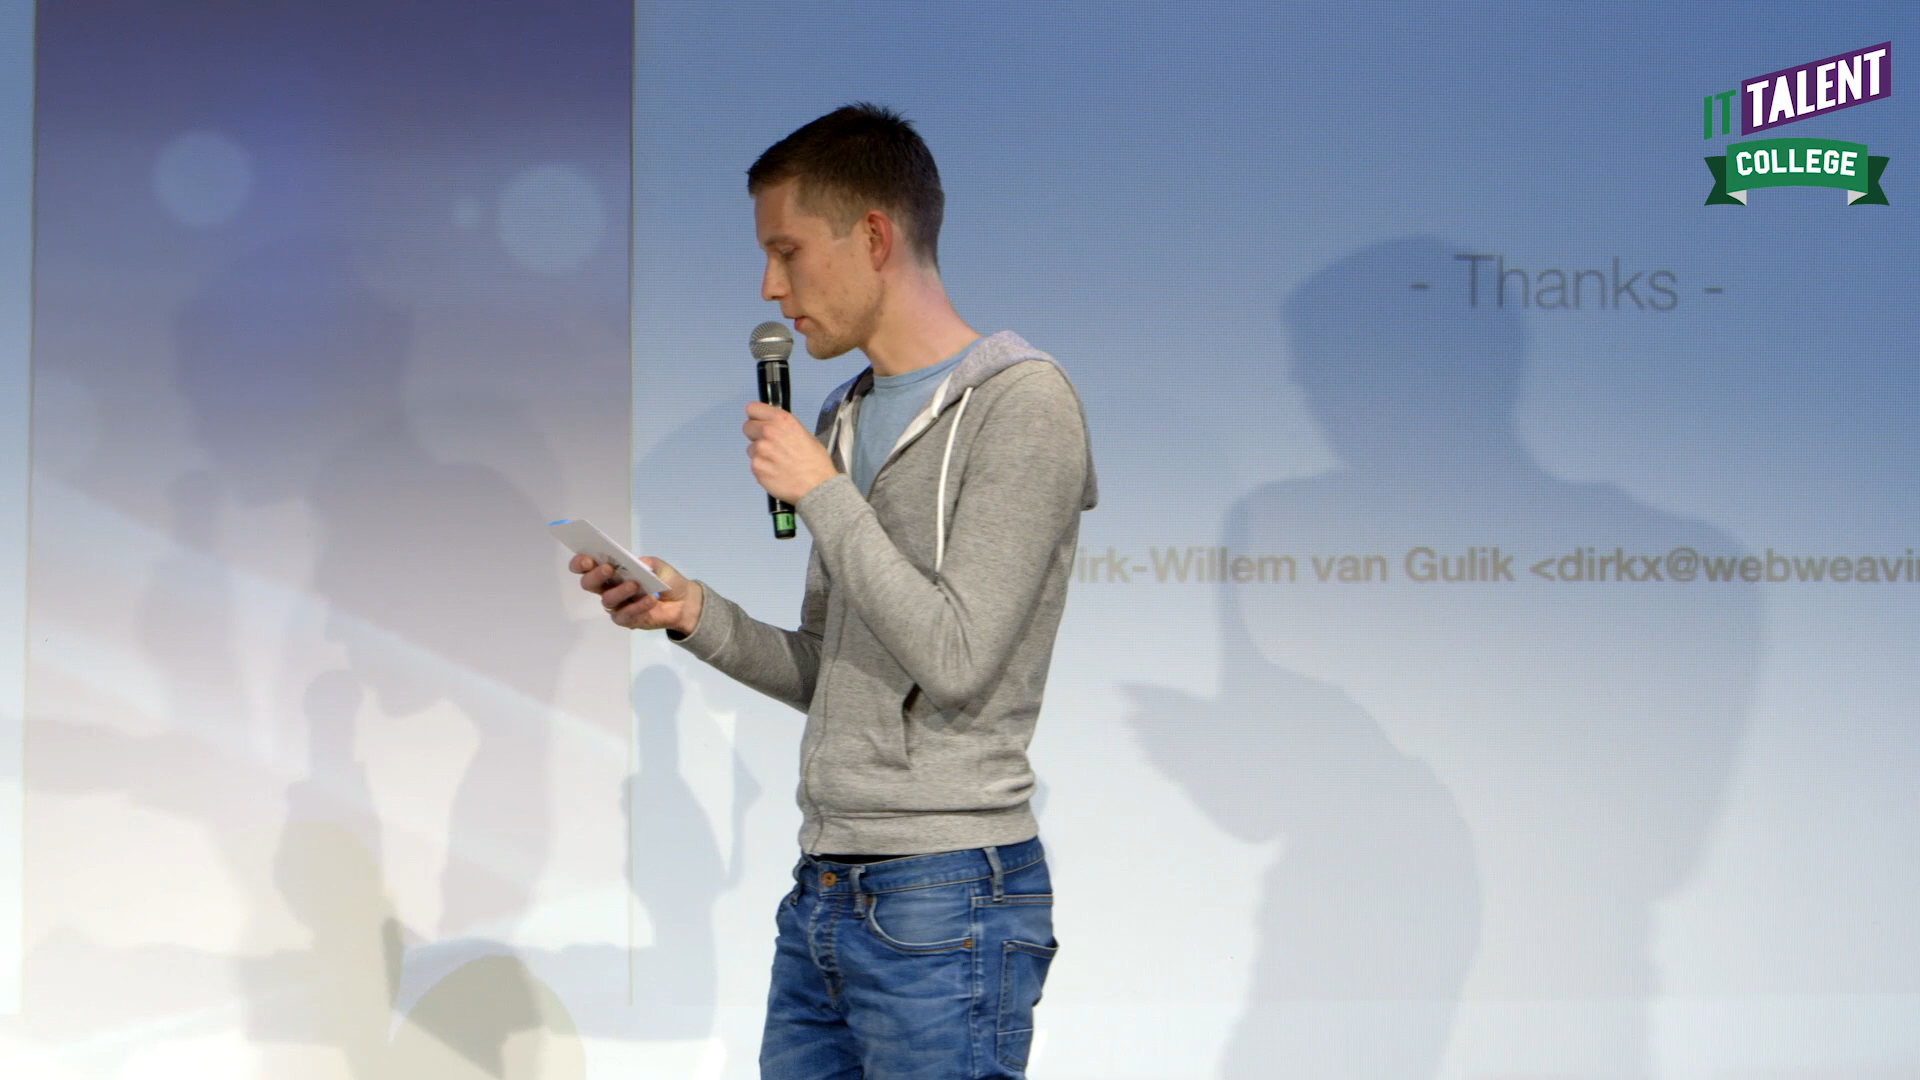 IT TALENT
COLLEGE
- Thanks -
irk-Willem van Gulik <dirkx@webweavi